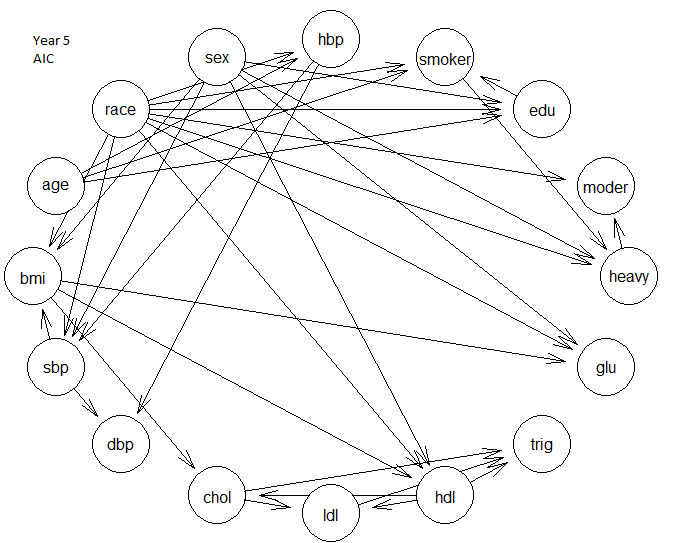 Year 5
AIC
hbp
sex
smoker
race
edu
age
moder
bmi
heavy
sbp
glu
dbp
trig
chol
hdl
ldl